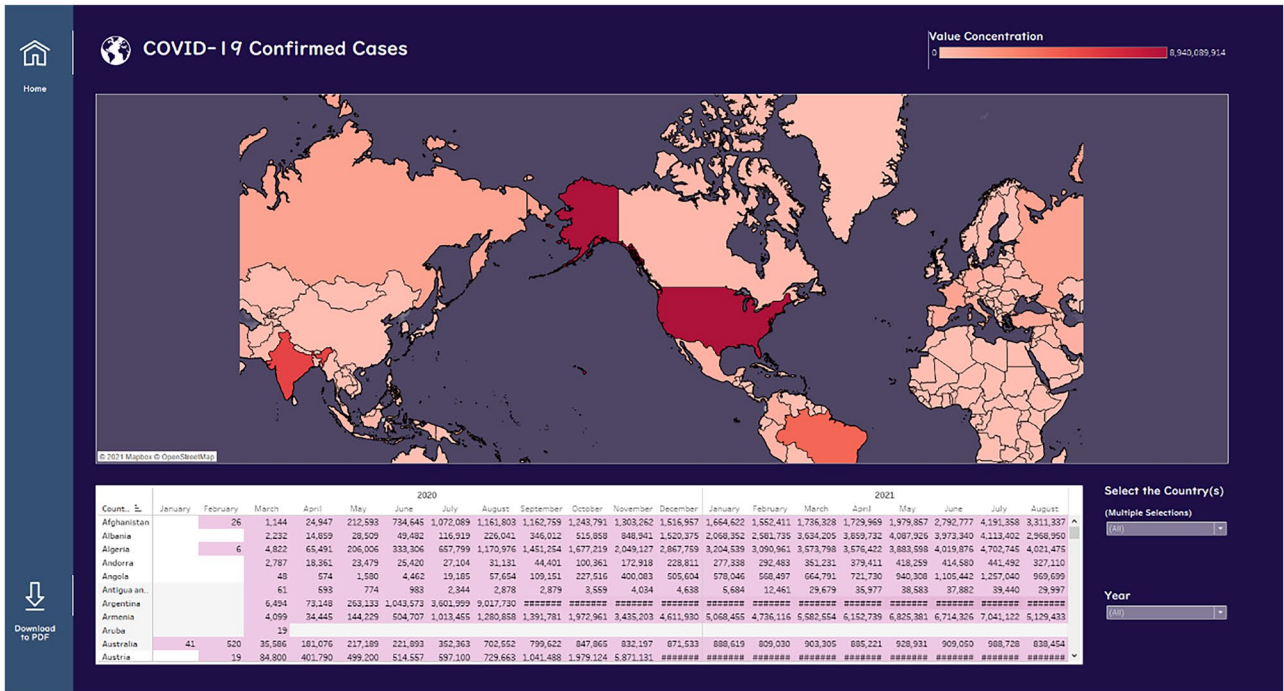 COVID-19 Confirmed Cases
Value Concentration
0 8,940,089,914
Home
© 2021 Mapbox © OpenStreetMap
2020 2021
Count.. January February March April May June July August September October November December January February March April May June July August
Afghanistan 26 1,144 24,947 212,593 734,645 1,072,089 1,161,803 1,162,759 1,243,791 1,303,262 1,516,957 1,664,622 1,552,411 1,736,328 1,729,969 1,979,857 2,792,777 4,191,358 3,311,337
Albania 2,232 14,859 28,509 49,482 116,919 226,041 346,012 515,858 848,941 1,520,375 2,068,352 2,581,735 3,634,205 3,859,732 4,087,926 3,973,340 4,113,402 2,968,950
Algeria 6 4,822 65,491 206,006 333,306 657,799 1,170,976 1,451,254 1,677,219 2,049,127 2,867,759 3,204,539 3,090,961 3,573,798 3,576,422 3,883,598 4,019,876 4,702,745 4,021,475
Andorra 2,787 18,361 23,479 25,420 27,104 31,131 44,401 100,361 172,918 228,811 277,338 292,483 351,231 379,411 418,259 414,580 441,492 327,110
Angola 48 574 1,580 4,462 19,185 57,654 109,151 227,516 400,083 505,604 578,046 568,497 664,791 721,730 940,308 1,105,442 1,257,040 969,699
Antigua an.. 61 593 774 983 2,344 2,878 2,879 3,559 4,034 4,638 5,684 12,461 29,679 35,977 38,583 37,882 39,440 29,997
Argentina 6,494 73,148 263,133 1,043,573 3,601,999 9,017,730 ####### ####### ####### ####### ####### ####### ####### ####### ####### ####### ####### #######
Armenia 4,099 34,445 144,229 504,707 1,013,455 1,280,858 1,391,781 1,972,961 3,435,203 4,611,930 5,068,455 4,736,116 5,582,554 6,152,739 6,825,381 6,714,326 7,041,122 5,129,433
Aruba 19
Australia 41 520 35,586 181,076 217,189 221,893 352,363 702,552 799,622 847,865 832,197 871,533 888,619 809,030 903,305 885,221 928,931 909,050 988,728 838,454
Austria 19 84,800 401,790 499,200 514,557 597,100 729,663 1,041,488 1,979,124 5,871,131 ####### ####### ####### ####### ####### ####### ####### ####### #######
Select the Country(s)
(Multiple Selections)
(All)
Year
(All)
Download
to PDF